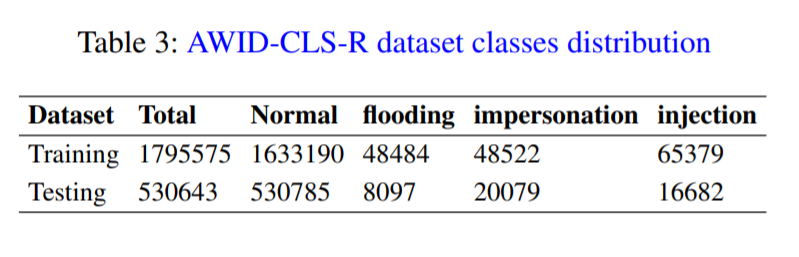 Table 3: AWID-CLS-R dataset classes distribution
Dataset Total Normal flooding impersonation injection
Training 1795575 1633190 48484 48522 65379
Testing 530643 530785 8097 20079 16682